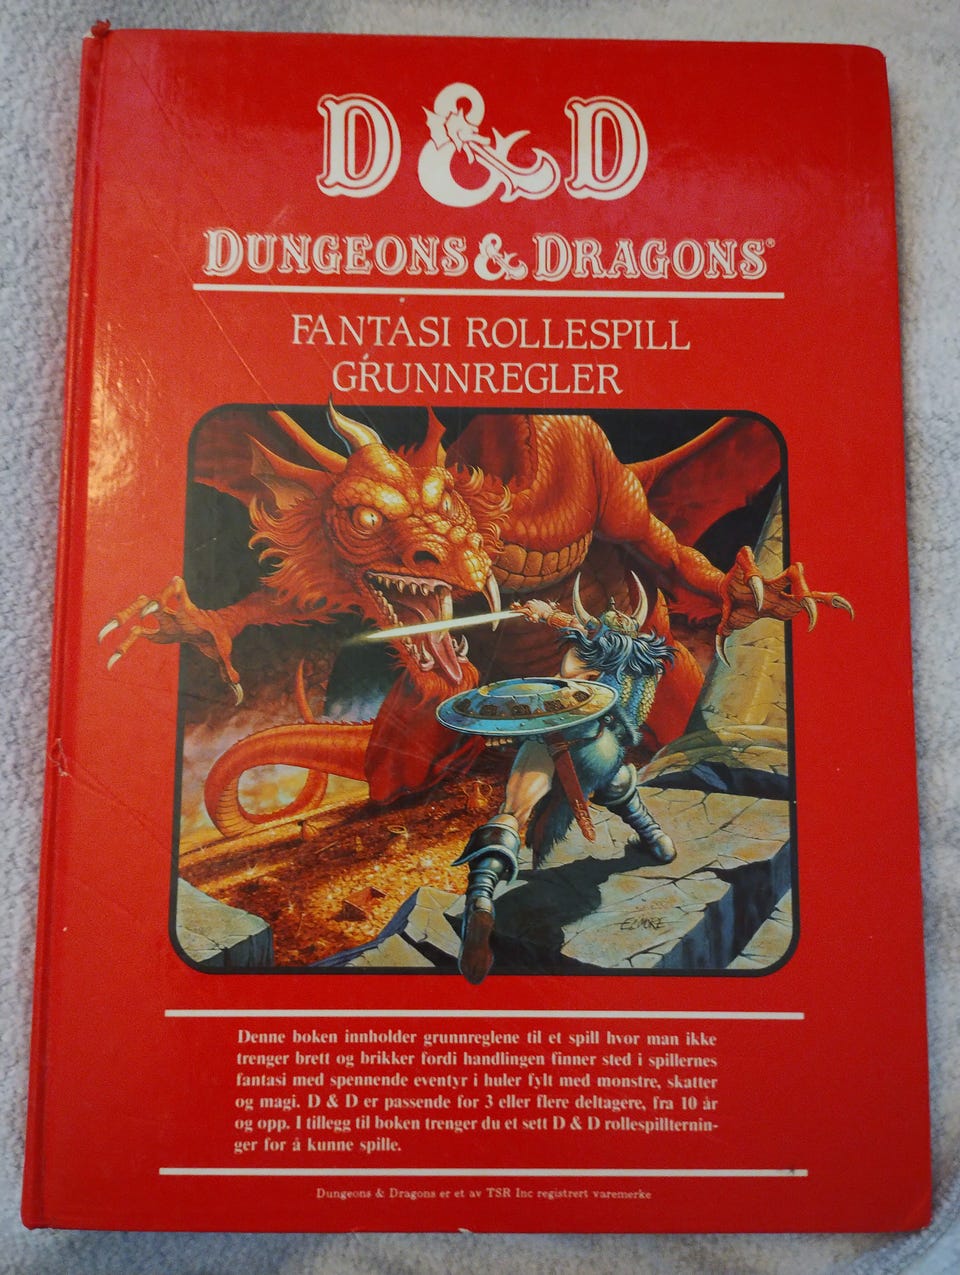 D&D
DUNGEONS & DRAGONS®
FANTASI ROLLESPILL
GRUNNREGLER
ELMORE
Denne boken innholder grunnreglene til et spill hvor man ikke
trenger brett og brikker fordi handlingen finner sted i spillernes
fantasi med spennende eventyr i huler fylt med monstre, skatter
og magi. D & D er passende for 3 eller flere deltagere, fra 10 år
og opp. I tillegg til boken trenger du et sett D & D rollespillternin-
ger for å kunne spille.
Dungeons & Dragons er et av TSR Inc registrert varemerke